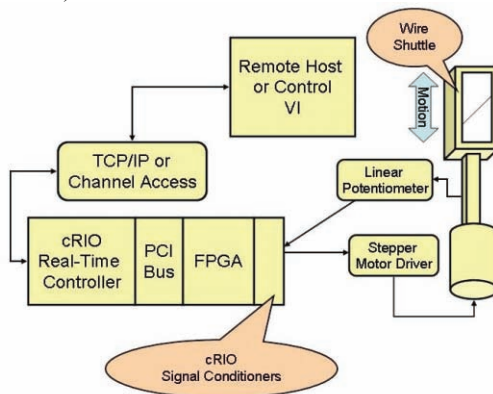 Wire
Shuttle
Remote Host
or Control
VI
Motion
TCP/IP or
Channel Access
Linear
Potentiometer
cRIO
Real-Time
Controller
PCI
Bus
FPGA
Stepper
Motor Driver
cRIO
Signal Conditioners